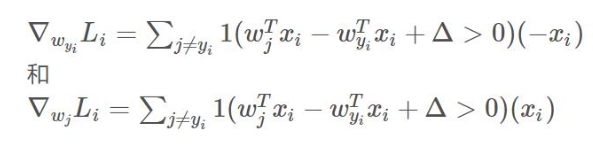 ∇_{w_{y_i}} L_i = ∑_{j≠y_i} 1(w_j^T x_i − w_{y_i}^T x_i + Δ > 0)(−x_i)
和
∇_{w_j} L_i = ∑_{j≠y_i} 1(w_j^T x_i − w_{y_i}^T x_i + Δ > 0)(x_i)